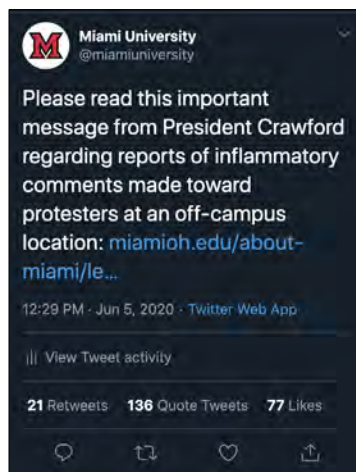 Miami University
@miamiuniversity
Please read this important
message from President Crawford
regarding reports of inflammatory
comments made toward
protesters at an off-campus
location: miamioh.edu/about-
miami/le...
12:29 PM · Jun 5, 2020 · Twitter Web App
View Tweet activity
21 Retweets 136 Quote Tweets 77 Likes